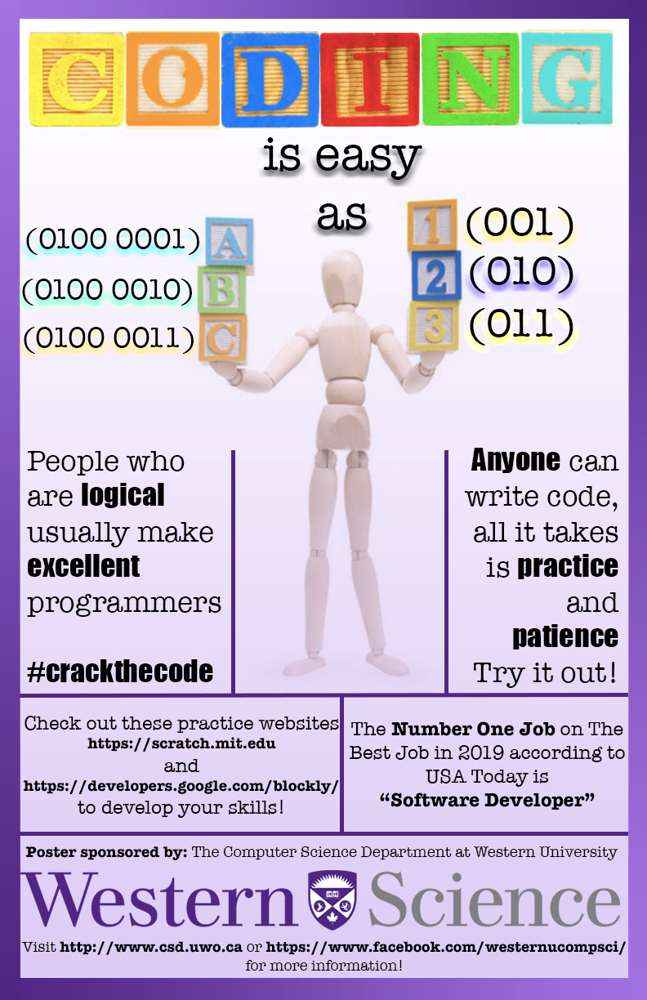 CODING
is easy
as
(0100 0001) A
(0100 0010) B
(0100 0011) C
1 (001)
2 (010)
3 (011)
People who
are logical
usually make
excellent
programmers
#crackthecode
Anyone can
write code,
all it takes
is practice
and
patience
Try it out!
Check out these practice websites
https://scratch.mit.edu
and
https://developers.google.com/blockly/
to develop your skills!
The Number One Job on The
Best Job in 2019 according to
USA Today is
“Software Developer”
Poster sponsored by: The Computer Science Department at Western University
Western Science
Visit http://www.csd.uwo.ca or https://www.facebook.com/westernucompsci/
for more information!